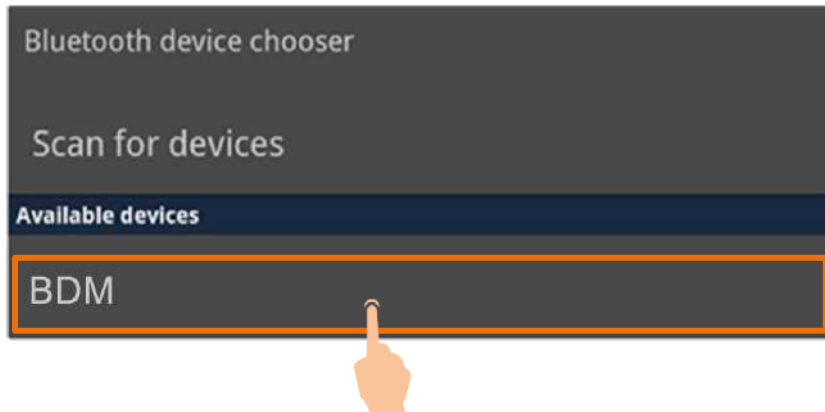 Bluetooth device chooser
Scan for devices
Available devices
BDM